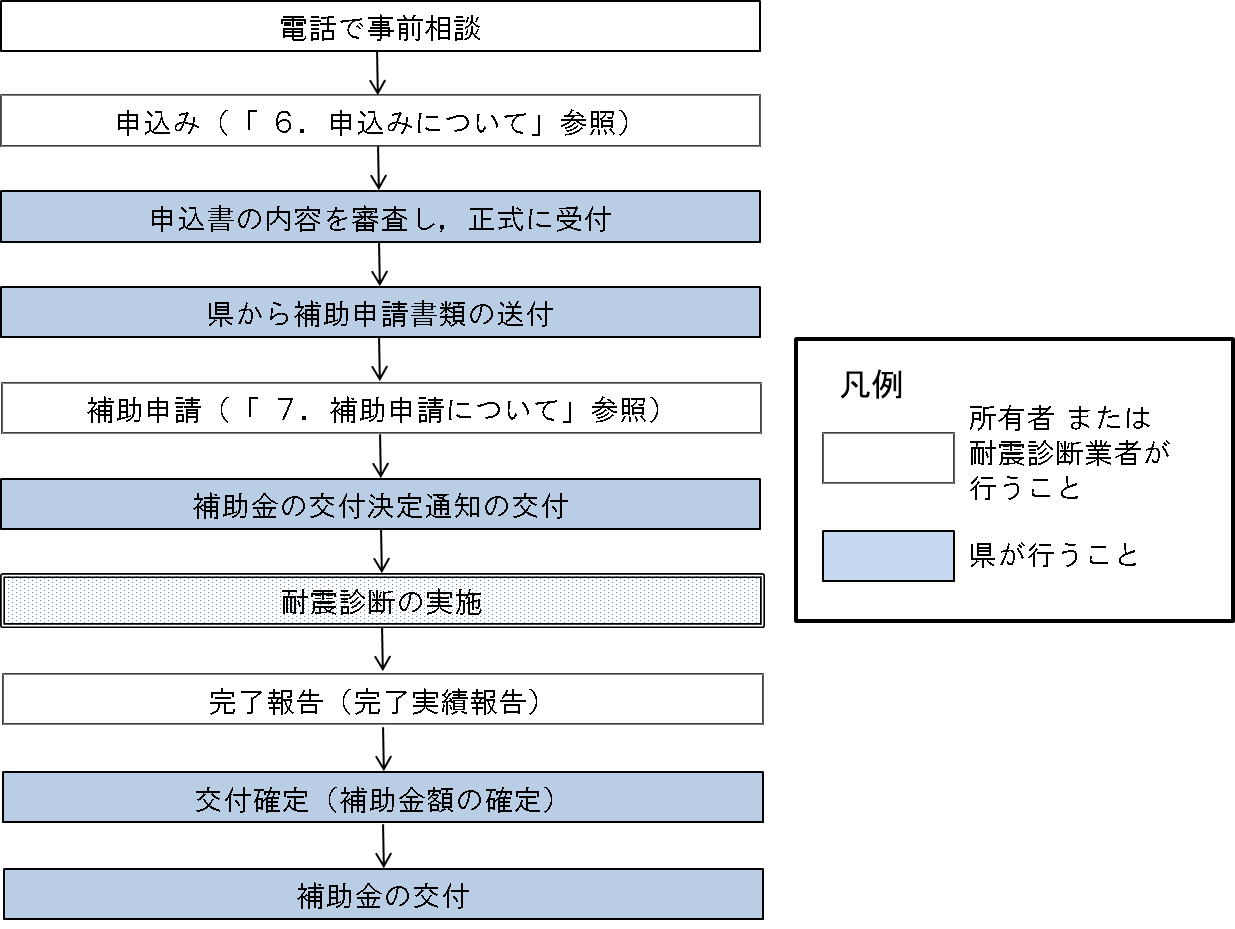 電話で事前相談
申込み（「 ６．申込みについて」参照）
申込書の内容を審査し，正式に受付
県から補助申請書類の送付
補助申請（「 ７．補助申請について」参照）
補助金の交付決定通知の交付
耐震診断の実施
完了報告（完了実績報告）
交付確定（補助金額の確定）
補助金の交付
凡例
所有者 または
耐震診断業者が
行うこと
県が行うこと